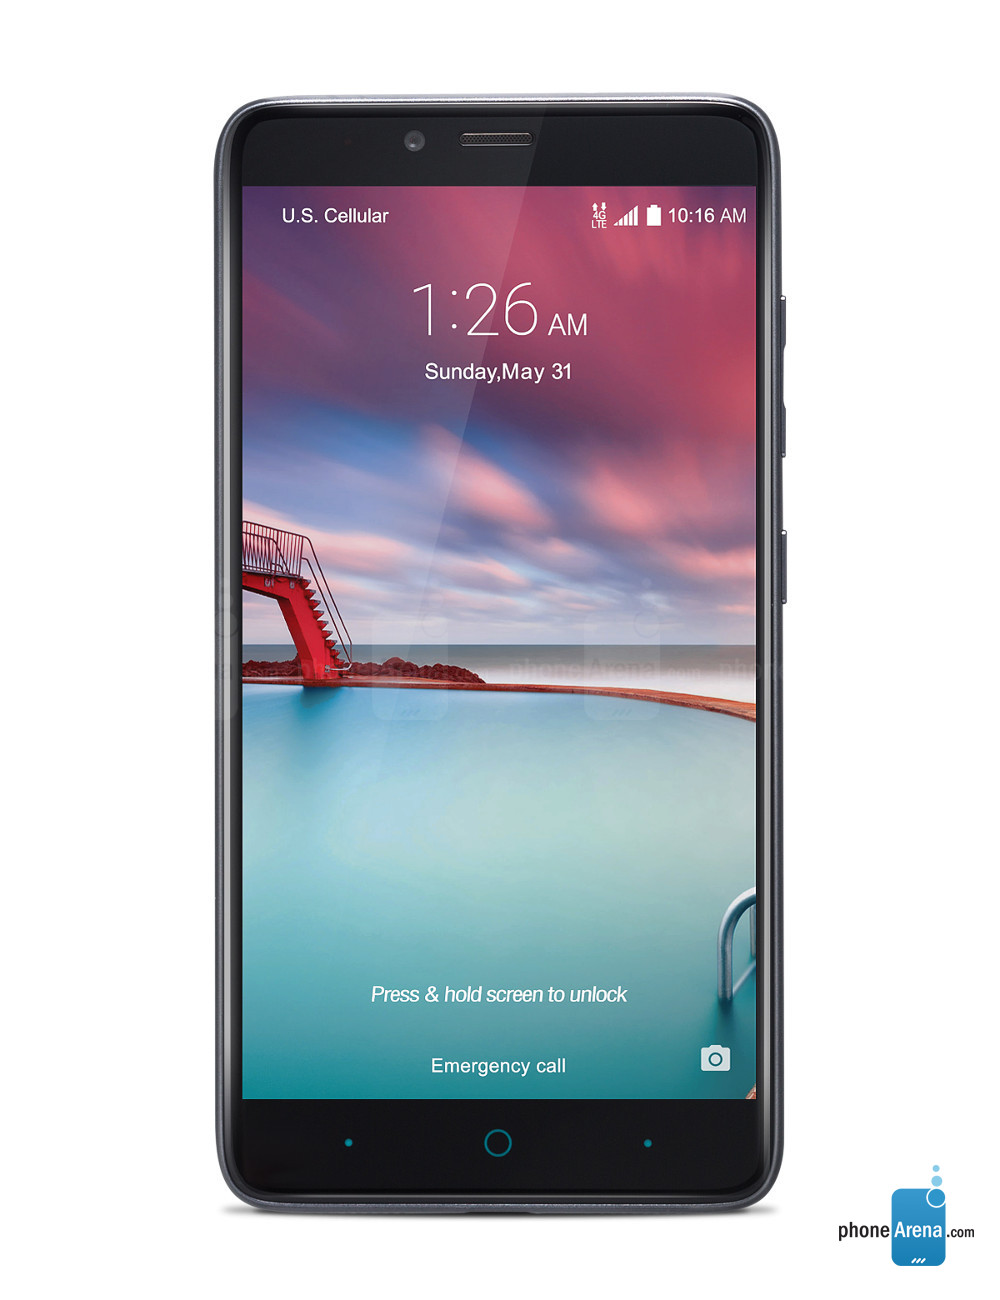 U.S. Cellular 4G LTE 10:16 AM
1:26 AM
Sunday,May 31
Press & hold screen to unlock
Emergency call
phoneArena.com